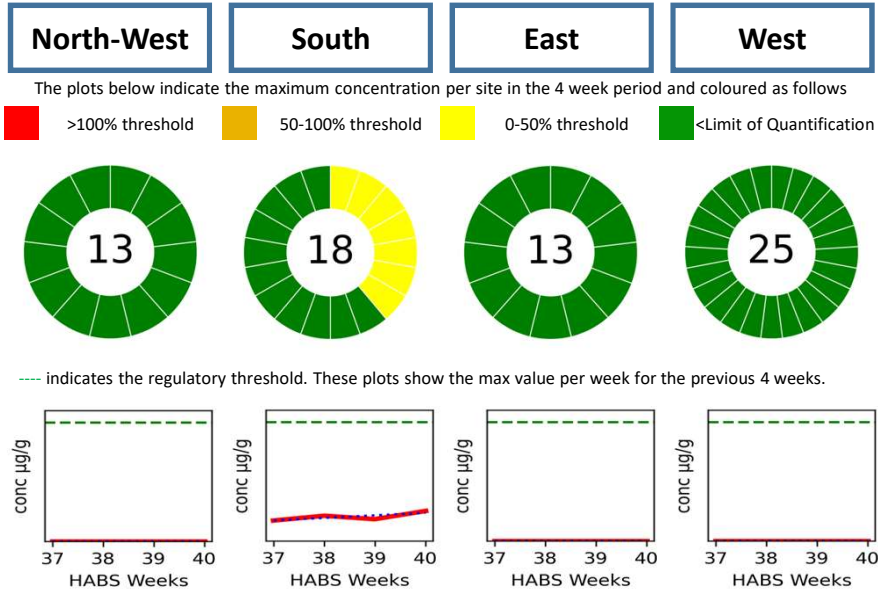 North-West South East West
The plots below indicate the maximum concentration per site in the 4 week period and coloured as follows
>100% threshold 50-100% threshold 0-50% threshold <Limit of Quantification
13 18 13 25
---- indicates the regulatory threshold. These plots show the max value per week for the previous 4 weeks.
conc µg/g conc µg/g conc µg/g conc µg/g
37 38 39 40 37 38 39 40 37 38 39 40 37 38 39 40
HABS Weeks HABS Weeks HABS Weeks HABS Weeks